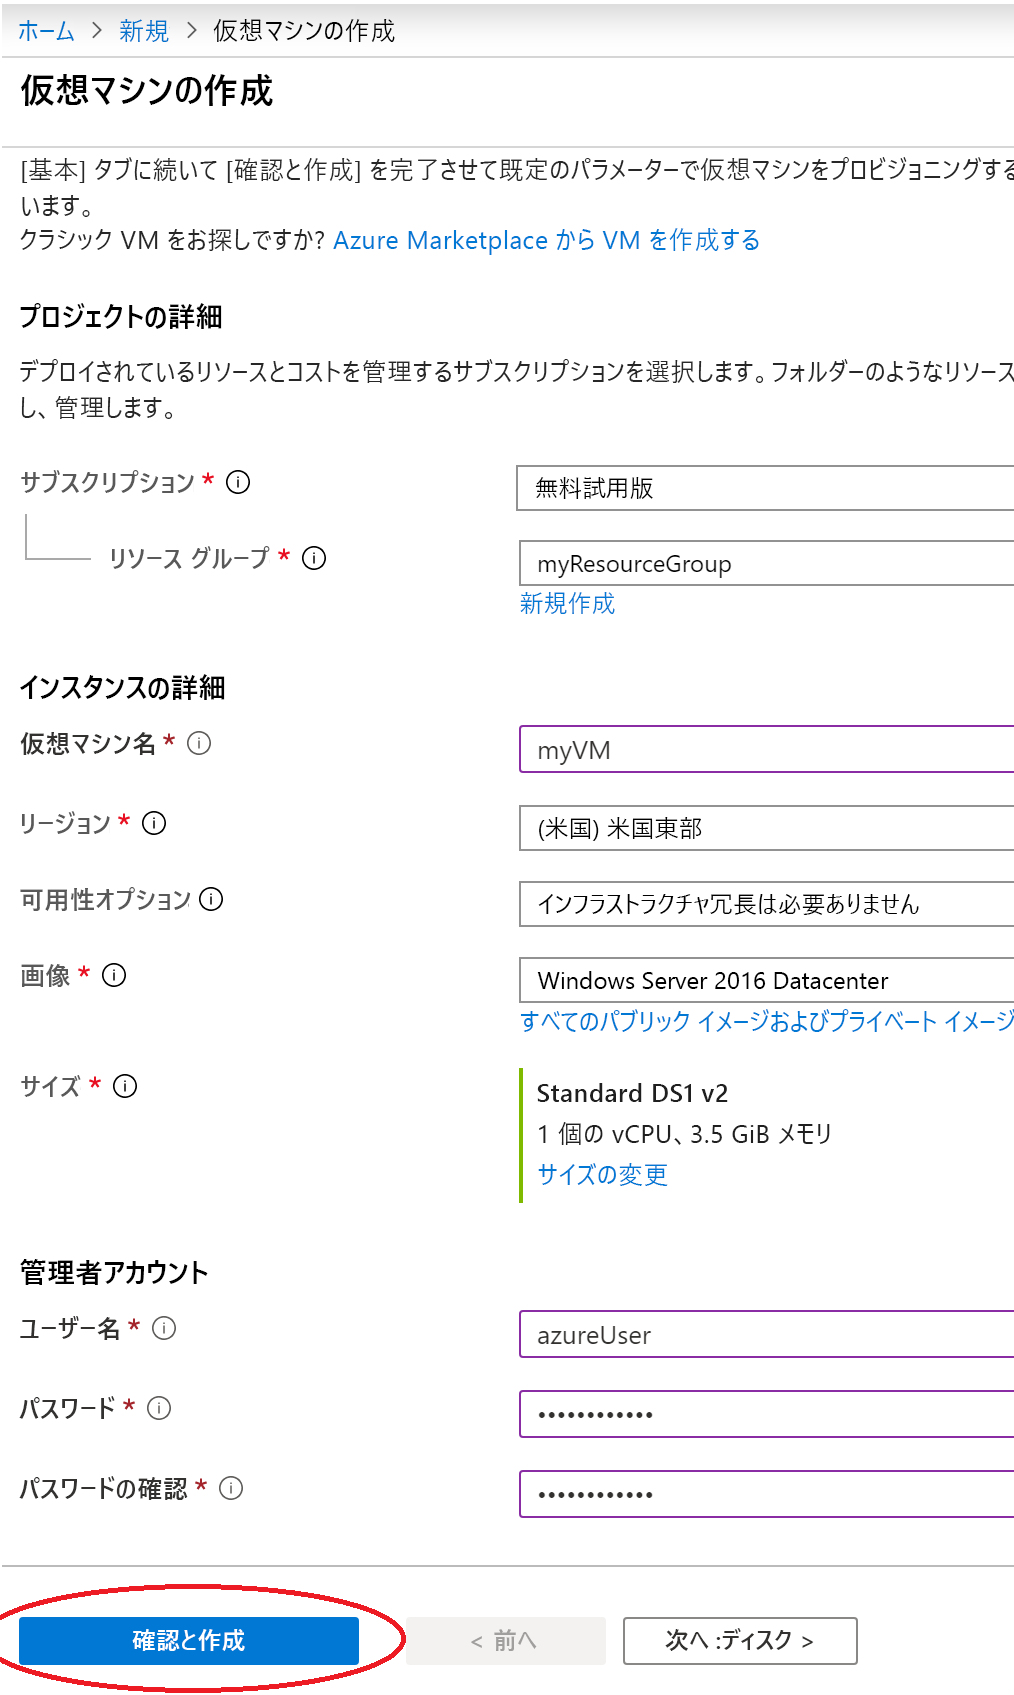 ホーム > 新規 > 仮想マシンの作成
仮想マシンの作成
[基本] タブに続いて [確認と作成] を完了させて既定のパラメーターで仮想マシンをプロビジョニングする
います。
クラシック VM をお探しですか? Azure Marketplace から VM を作成する
プロジェクトの詳細
デプロイされているリソースとコストを管理するサブスクリプションを選択します。フォルダーのようなリソース
し、管理します。
サブスクリプション * 無料試用版
リソース グループ * myResourceGroup
新規作成
インスタンスの詳細
仮想マシン名 * myVM
リージョン * (米国) 米国東部
可用性オプション インフラストラクチャ冗長は必要ありません
画像 * Windows Server 2016 Datacenter
すべてのパブリック イメージおよびプライベート イメージ
サイズ * Standard DS1 v2
1 個の vCPU、3.5 GiB メモリ
サイズの変更
管理者アカウント
ユーザー名 * azureUser
パスワード * ••••••••••••
パスワードの確認 * ••••••••••••
確認と作成 < 前へ 次へ :ディスク >